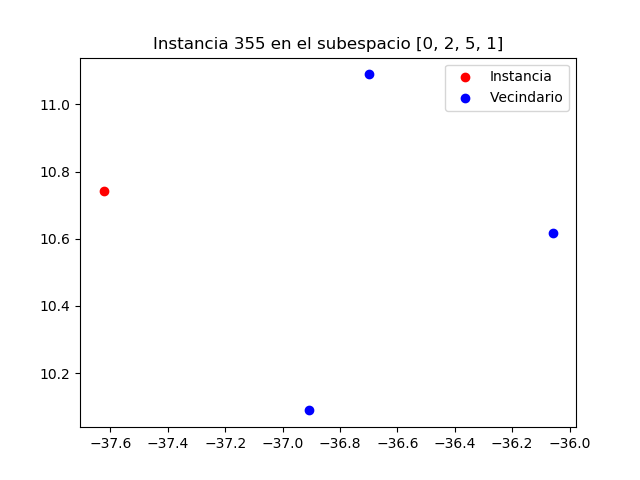 Instancia 355 en el subespacio [0, 2, 5, 1]
Instancia
Vecindario
11.0
10.8
10.6
10.4
10.2
−37.6 −37.4 −37.2 −37.0 −36.8 −36.6 −36.4 −36.2 −36.0